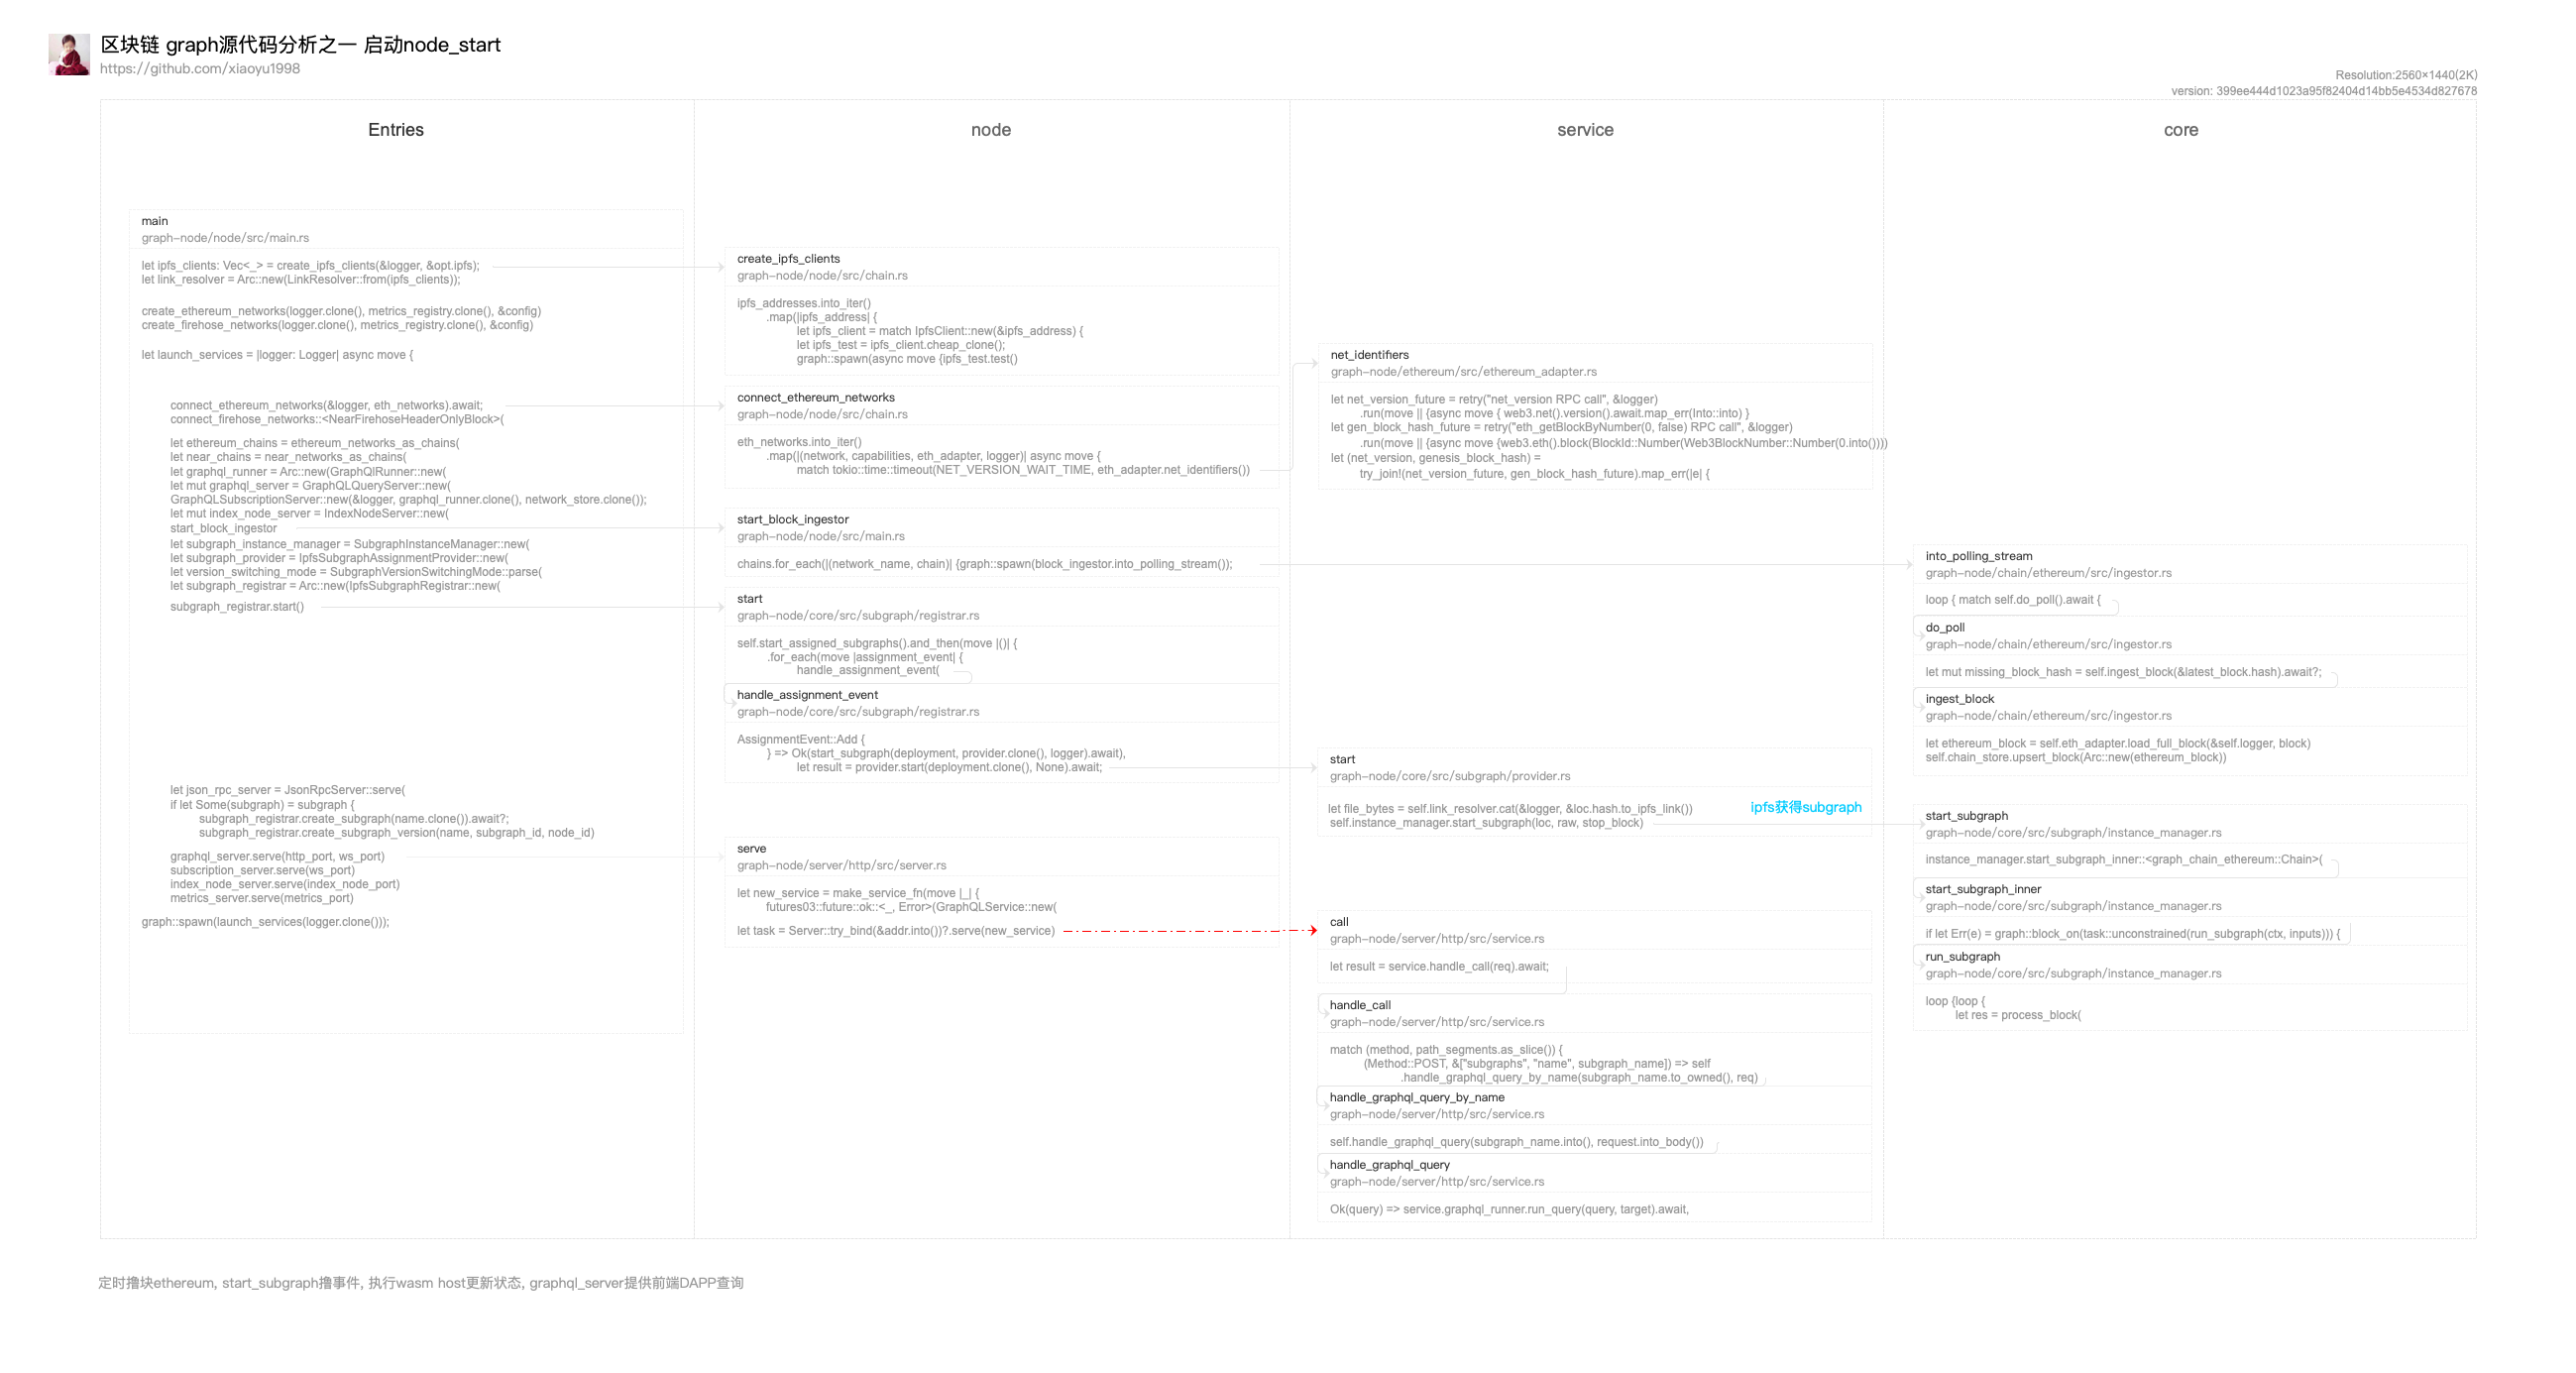 区块链 graph源代码分析之一 启动node_start
https://github.com/xiaoyu1998
Resolution:2560×1440(2K)
version: 399ee444d1023a95f82404d14bb5e4534d827678
Entries
main
graph-node/node/src/main.rs
let ipfs_clients: Vec<_> = create_ipfs_clients(&logger, &opt.ipfs);
let link_resolver = Arc::new(LinkResolver::from(ipfs_clients));
create_ethereum_networks(logger.clone(), metrics_registry.clone(), &config)
create_firehose_networks(logger.clone(), metrics_registry.clone(), &config)
let launch_services = |logger: Logger| async move {
connect_ethereum_networks(&logger, eth_networks).await;
connect_firehose_networks::<NearFirehoseHeaderOnlyBlock>(
let ethereum_chains = ethereum_networks_as_chains(
let near_chains = near_networks_as_chains(
let graphql_runner = Arc::new(GraphQlRunner::new(
let mut graphql_server = GraphQLQueryServer::new(
GraphQLSubscriptionServer::new(&logger, graphql_runner.clone(), network_store.clone());
let mut index_node_server = IndexNodeServer::new(
start_block_ingestor
let subgraph_instance_manager = SubgraphInstanceManager::new(
let subgraph_provider = IpfsSubgraphAssignmentProvider::new(
let version_switching_mode = SubgraphVersionSwitchingMode::parse(
let subgraph_registrar = Arc::new(IpfsSubgraphRegistrar::new(
subgraph_registrar.start()
let json_rpc_server = JsonRpcServer::serve(
if let Some(subgraph) = subgraph {
subgraph_registrar.create_subgraph(name.clone()).await?;
subgraph_registrar.create_subgraph_version(name, subgraph_id, node_id)
graphql_server.serve(http_port, ws_port)
subscription_server.serve(ws_port)
index_node_server.serve(index_node_port)
metrics_server.serve(metrics_port)
graph::spawn(launch_services(logger.clone()));
node
create_ipfs_clients
graph-node/node/src/chain.rs
ipfs_addresses.into_iter()
.map(|ipfs_address| {
let ipfs_client = match IpfsClient::new(&ipfs_address) {
let ipfs_test = ipfs_client.cheap_clone();
graph::spawn(async move {ipfs_test.test()
connect_ethereum_networks
graph-node/node/src/chain.rs
eth_networks.into_iter()
.map(|(network, capabilities, eth_adapter, logger)| async move {
match tokio::time::timeout(NET_VERSION_WAIT_TIME, eth_adapter.net_identifiers())
start_block_ingestor
graph-node/node/src/main.rs
chains.for_each(|(network_name, chain)| {graph::spawn(block_ingestor.into_polling_stream());
start
graph-node/core/src/subgraph/registrar.rs
self.start_assigned_subgraphs().and_then(move |()| {
.for_each(move |assignment_event| {
handle_assignment_event(
handle_assignment_event
graph-node/core/src/subgraph/registrar.rs
AssignmentEvent::Add {
} => Ok(start_subgraph(deployment, provider.clone(), logger).await),
let result = provider.start(deployment.clone(), None).await;
serve
graph-node/server/http/src/server.rs
let new_service = make_service_fn(move |_| {
futures03::future::ok::<_, Error>(GraphQLService::new(
let task = Server::try_bind(&addr.into())?.serve(new_service)
service
net_identifiers
graph-node/ethereum/src/ethereum_adapter.rs
let net_version_future = retry("net_version RPC call", &logger)
.run(move || {async move { web3.net().version().await.map_err(Into::into) }
let gen_block_hash_future = retry("eth_getBlockByNumber(0, false) RPC call", &logger)
.run(move || {async move {web3.eth().block(BlockId::Number(Web3BlockNumber::Number(0.into())))
let (net_version, genesis_block_hash) =
try_join!(net_version_future, gen_block_hash_future).map_err(|e| {
start
graph-node/core/src/subgraph/provider.rs
let file_bytes = self.link_resolver.cat(&logger, &loc.hash.to_ipfs_link())
ipfs获得subgraph
self.instance_manager.start_subgraph(loc, raw, stop_block)
call
graph-node/server/http/src/service.rs
let result = service.handle_call(req).await;
handle_call
graph-node/server/http/src/service.rs
match (method, path_segments.as_slice()) {
(Method::POST, &["subgraphs", "name", subgraph_name]) => self
.handle_graphql_query_by_name(subgraph_name.to_owned(), req)
handle_graphql_query_by_name
graph-node/server/http/src/service.rs
self.handle_graphql_query(subgraph_name.into(), request.into_body())
handle_graphql_query
graph-node/server/http/src/service.rs
Ok(query) => service.graphql_runner.run_query(query, target).await,
core
into_polling_stream
graph-node/chain/ethereum/src/ingestor.rs
loop { match self.do_poll().await {
do_poll
graph-node/chain/ethereum/src/ingestor.rs
let mut missing_block_hash = self.ingest_block(&latest_block.hash).await?;
ingest_block
graph-node/chain/ethereum/src/ingestor.rs
let ethereum_block = self.eth_adapter.load_full_block(&self.logger, block)
self.chain_store.upsert_block(Arc::new(ethereum_block))
start_subgraph
graph-node/core/src/subgraph/instance_manager.rs
instance_manager.start_subgraph_inner::<graph_chain_ethereum::Chain>(
start_subgraph_inner
graph-node/core/src/subgraph/instance_manager.rs
if let Err(e) = graph::block_on(task::unconstrained(run_subgraph(ctx, inputs))) {
run_subgraph
graph-node/core/src/subgraph/instance_manager.rs
loop {loop {
let res = process_block(
定时撸块ethereum, start_subgraph撸事件, 执行wasm host更新状态, graphql_server提供前端DAPP查询